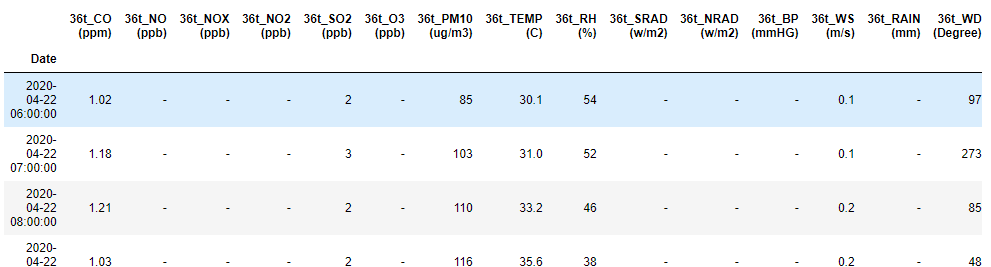 36t_CO 36t_NO 36t_NOX 36t_NO2 36t_SO2 36t_O3 36t_PM10 36t_TEMP 36t_RH 36t_SRAD 36t_NRAD 36t_BP 36t_WS 36t_RAIN 36t_WD
(ppm) (ppb) (ppb) (ppb) (ppb) (ppb) (ug/m3) (C) (%) (w/m2) (w/m2) (mmHG) (m/s) (mm) (Degree)
Date
2020-
04-22 1.02 - - - 2 - 85 30.1 54 - - - 0.1 - 97
06:00:00
2020-
04-22 1.18 - - - 3 - 103 31.0 52 - - - 0.1 - 273
07:00:00
2020-
04-22 1.21 - - - 2 - 110 33.2 46 - - - 0.2 - 85
08:00:00
2020-
04-22 1.03 - - - 2 - 116 35.6 38 - - - 0.2 - 48